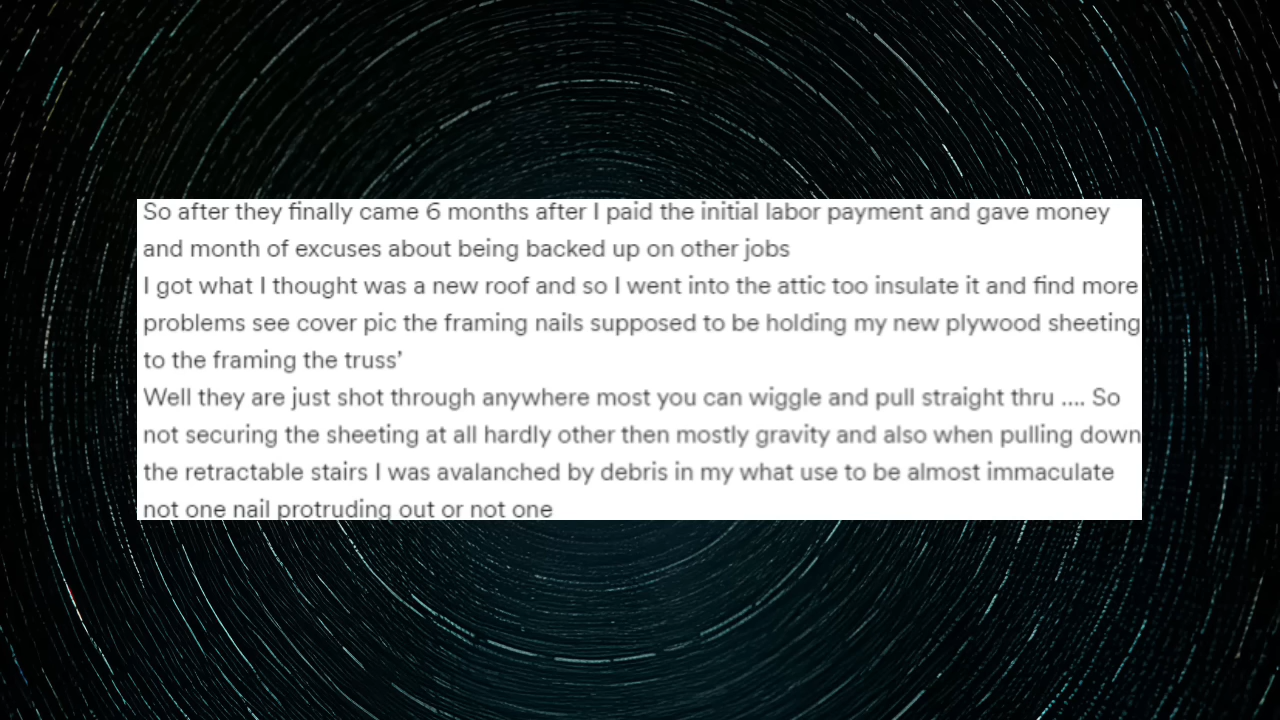 So after they finally came 6 months after I paid the initial labor payment and gave money
and month of excuses about being backed up on other jobs
I got what I thought was a new roof and so I went into the attic too insulate it and find more
problems see cover pic the framing nails supposed to be holding my new plywood sheeting
to the framing the truss’
Well they are just shot through anywhere most you can wiggle and pull straight thru .... So
not securing the sheeting at all hardly other then mostly gravity and also when pulling down
the retractable stairs I was avalanched by debris in my what use to be almost immaculate
not one nail protruding out or not one